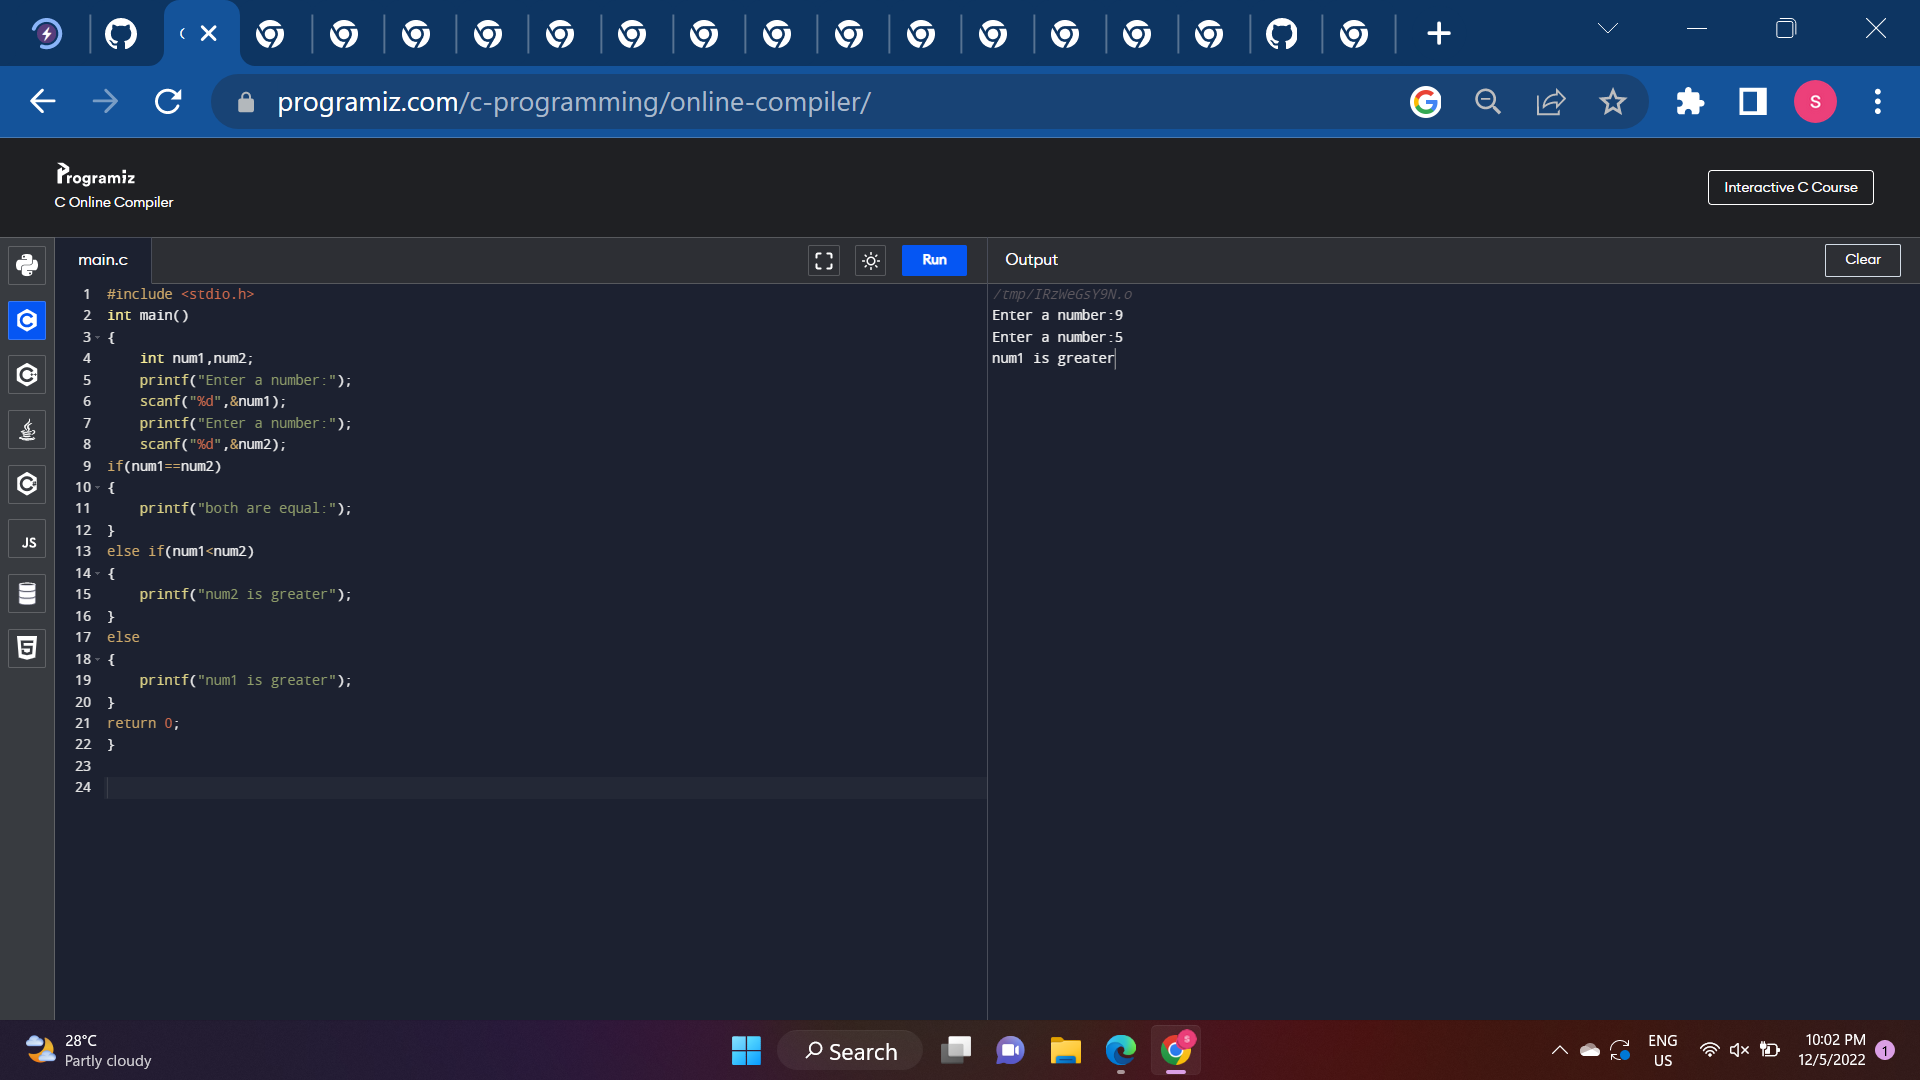 programiz.com/c-programming/online-compiler/
S
Programiz
C Online Compiler
Interactive C Course
main.c
Run
Output
Clear
1 #include <stdio.h>
2 int main()
3 {
4     int num1,num2;
5     printf("Enter a number:");
6     scanf("%d",&num1);
7     printf("Enter a number:");
8     scanf("%d",&num2);
9 if(num1==num2)
10 {
11     printf("both are equal:");
12 }
13 else if(num1<num2)
14 {
15     printf("num2 is greater");
16 }
17 else
18 {
19     printf("num1 is greater");
20 }
21 return 0;
22 }
23
24
/tmp/IRzWeGsY9N.o
Enter a number:9
Enter a number:5
num1 is greater
JS
28°C
Partly cloudy
Search
ENG
US
10:02 PM
12/5/2022
1